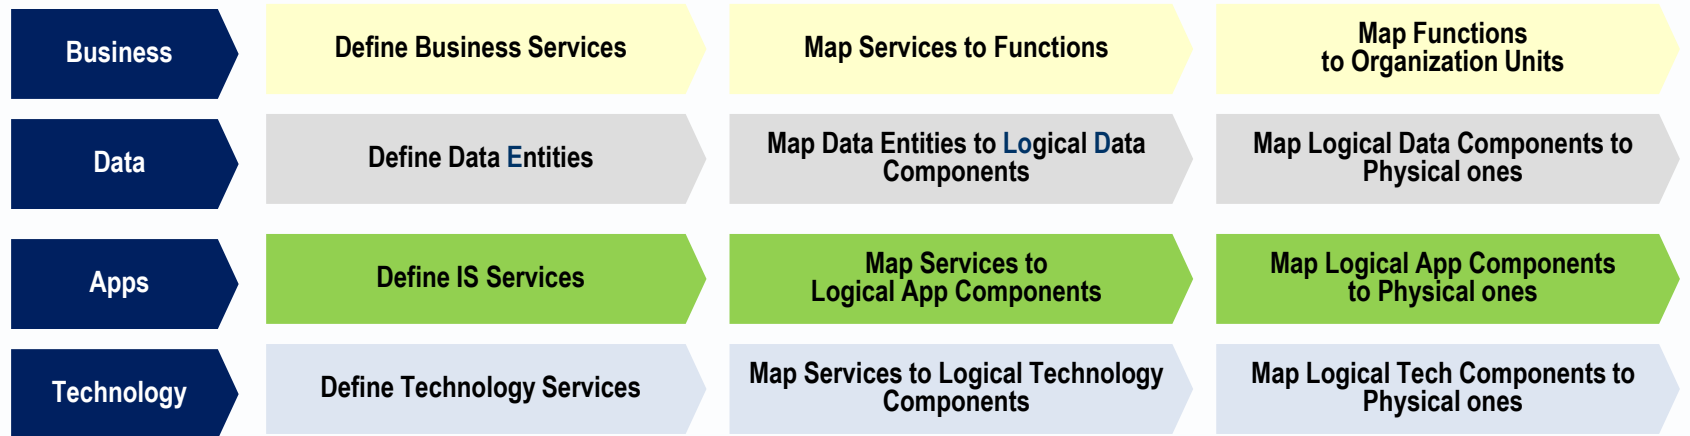 Business
Define Business Services
Map Services to Functions
Map Functions
to Organization Units
Data
Define Data Entities
Map Data Entities to Logical Data
Components
Map Logical Data Components to
Physical ones
Apps
Define IS Services
Map Services to
Logical App Components
Map Logical App Components
to Physical ones
Technology
Define Technology Services
Map Services to Logical Technology
Components
Map Logical Tech Components to
Physical ones